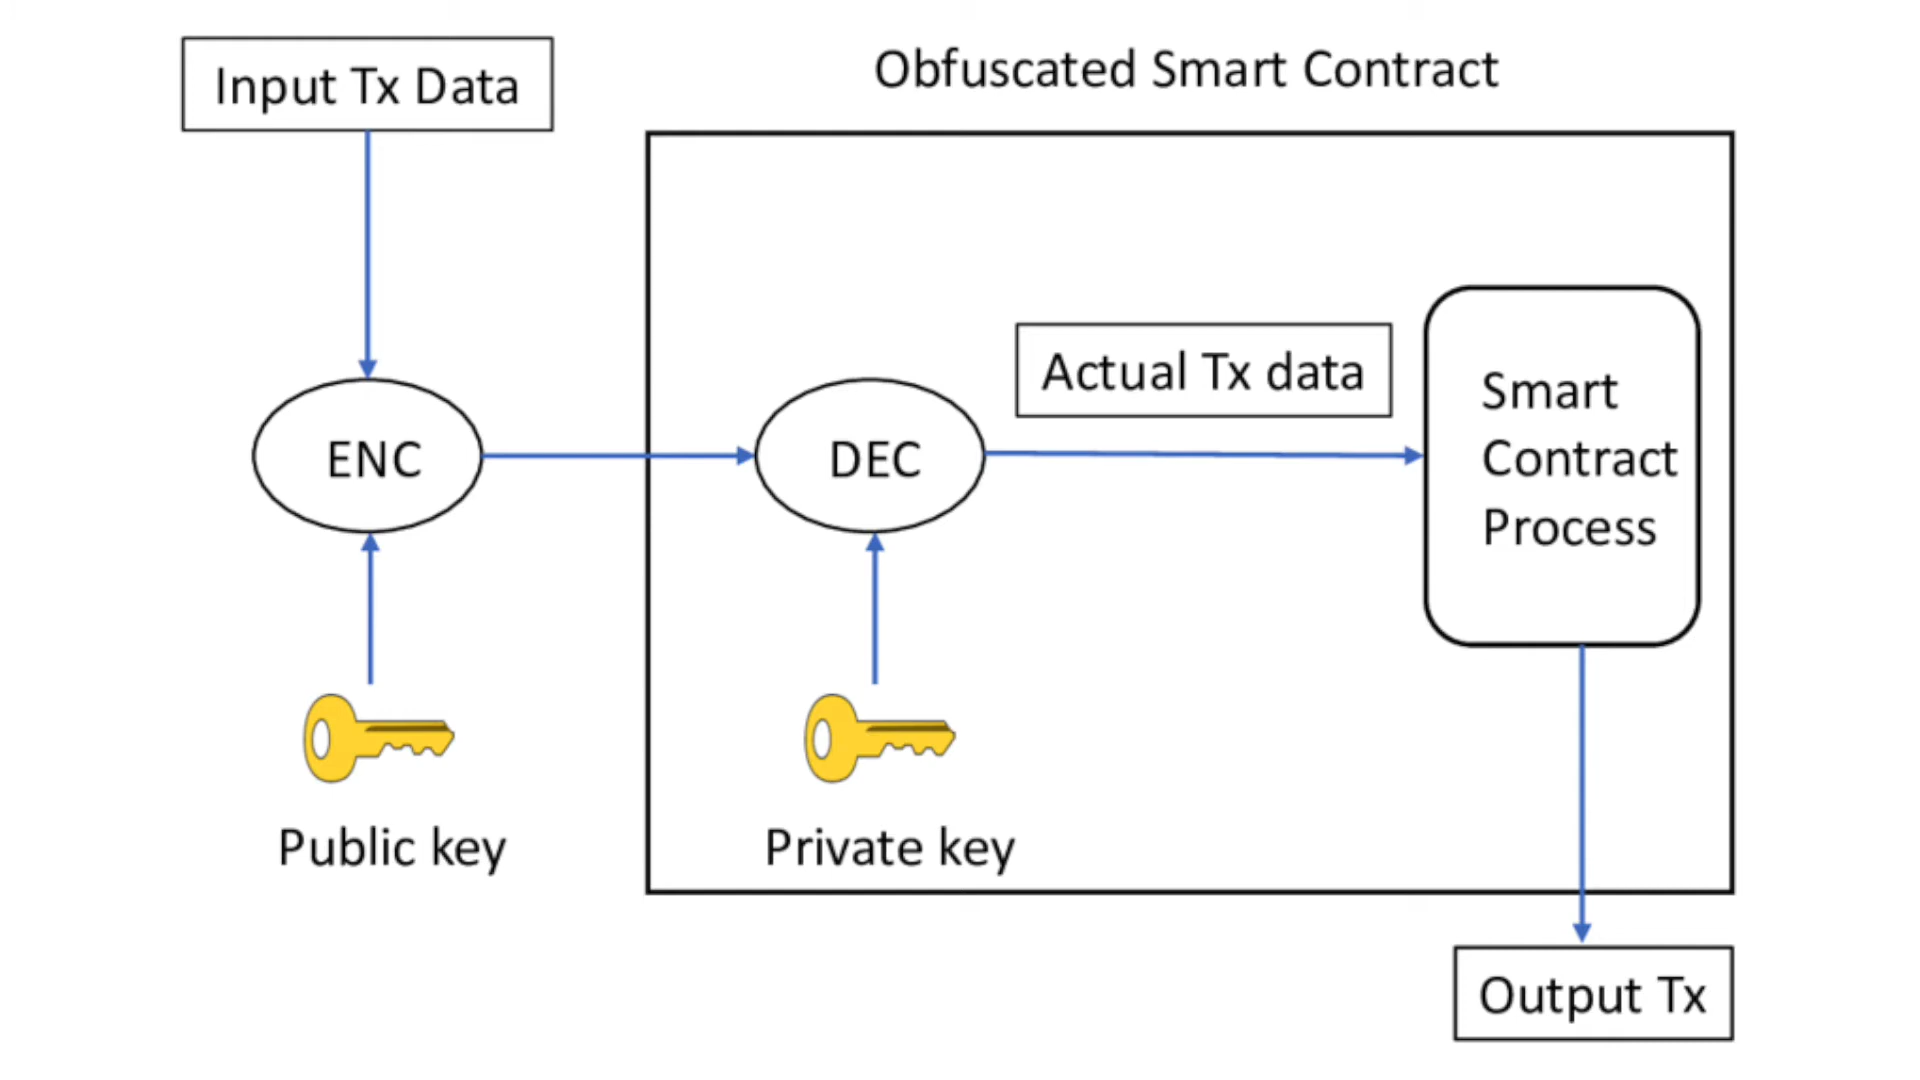 Input Tx Data
Obfuscated Smart Contract
Actual Tx data
ENC
DEC
Smart
Contract
Process
Public key
Private key
Output Tx